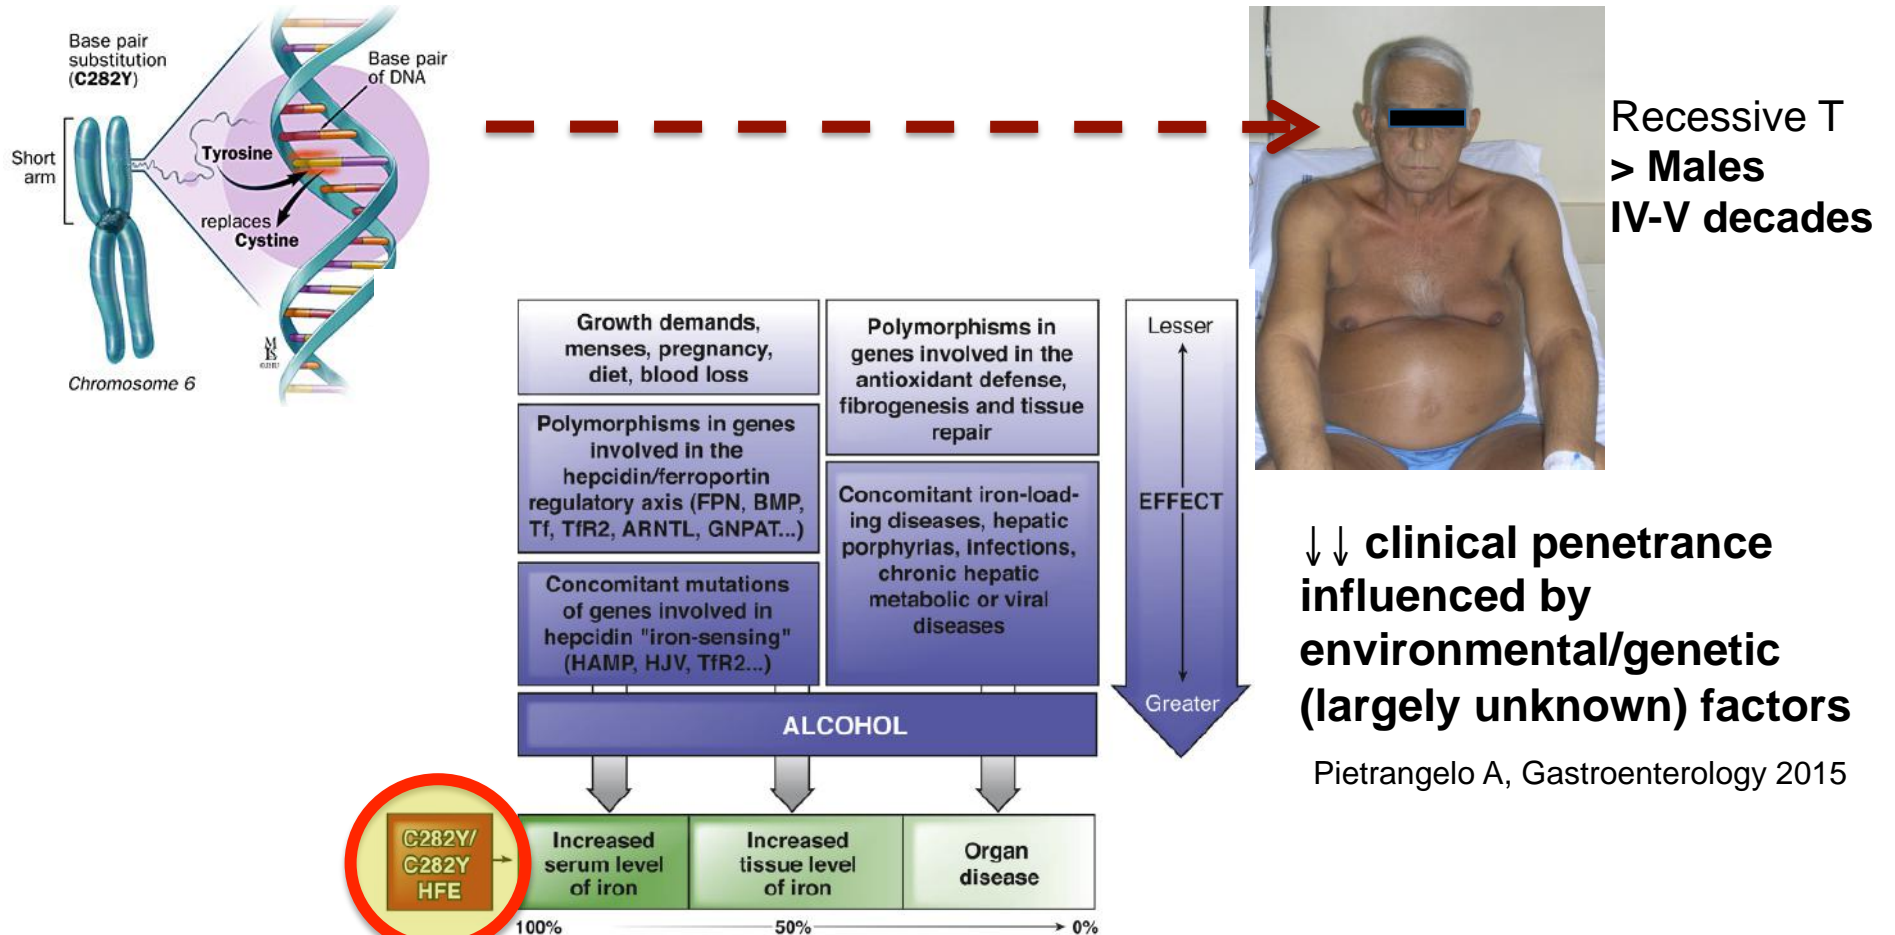 Base pair
substitution
(C282Y)
Base pair
of DNA
Short
arm
Tyrosine
replaces
Cystine
Chromosome 6
Recessive T
> Males
IV-V decades
Growth demands,
menses, pregnancy,
diet, blood loss
Polymorphisms in genes
involved in the
hepcidin/ferroportin
regulatory axis (FPN, BMP,
Tf, TfR2, ARNTL, GNPAT...)
Concomitant mutations
of genes involved in
hepcidin "iron-sensing"
(HAMP, HJV, TfR2...)
Polymorphisms in
genes involved in the
antioxidant defense,
fibrogenesis and tissue
repair
Concomitant iron-load-
ing diseases, hepatic
porphyrias, infections,
chronic hepatic
metabolic or viral
diseases
Lesser
EFFECT
Greater
ALCOHOL
C282Y/
C282Y
HFE
Increased
serum level
of iron
Increased
tissue level
of iron
Organ
disease
100%
50%
0%
↓↓ clinical penetrance
influenced by
environmental/genetic
(largely unknown) factors
Pietrangelo A, Gastroenterology 2015